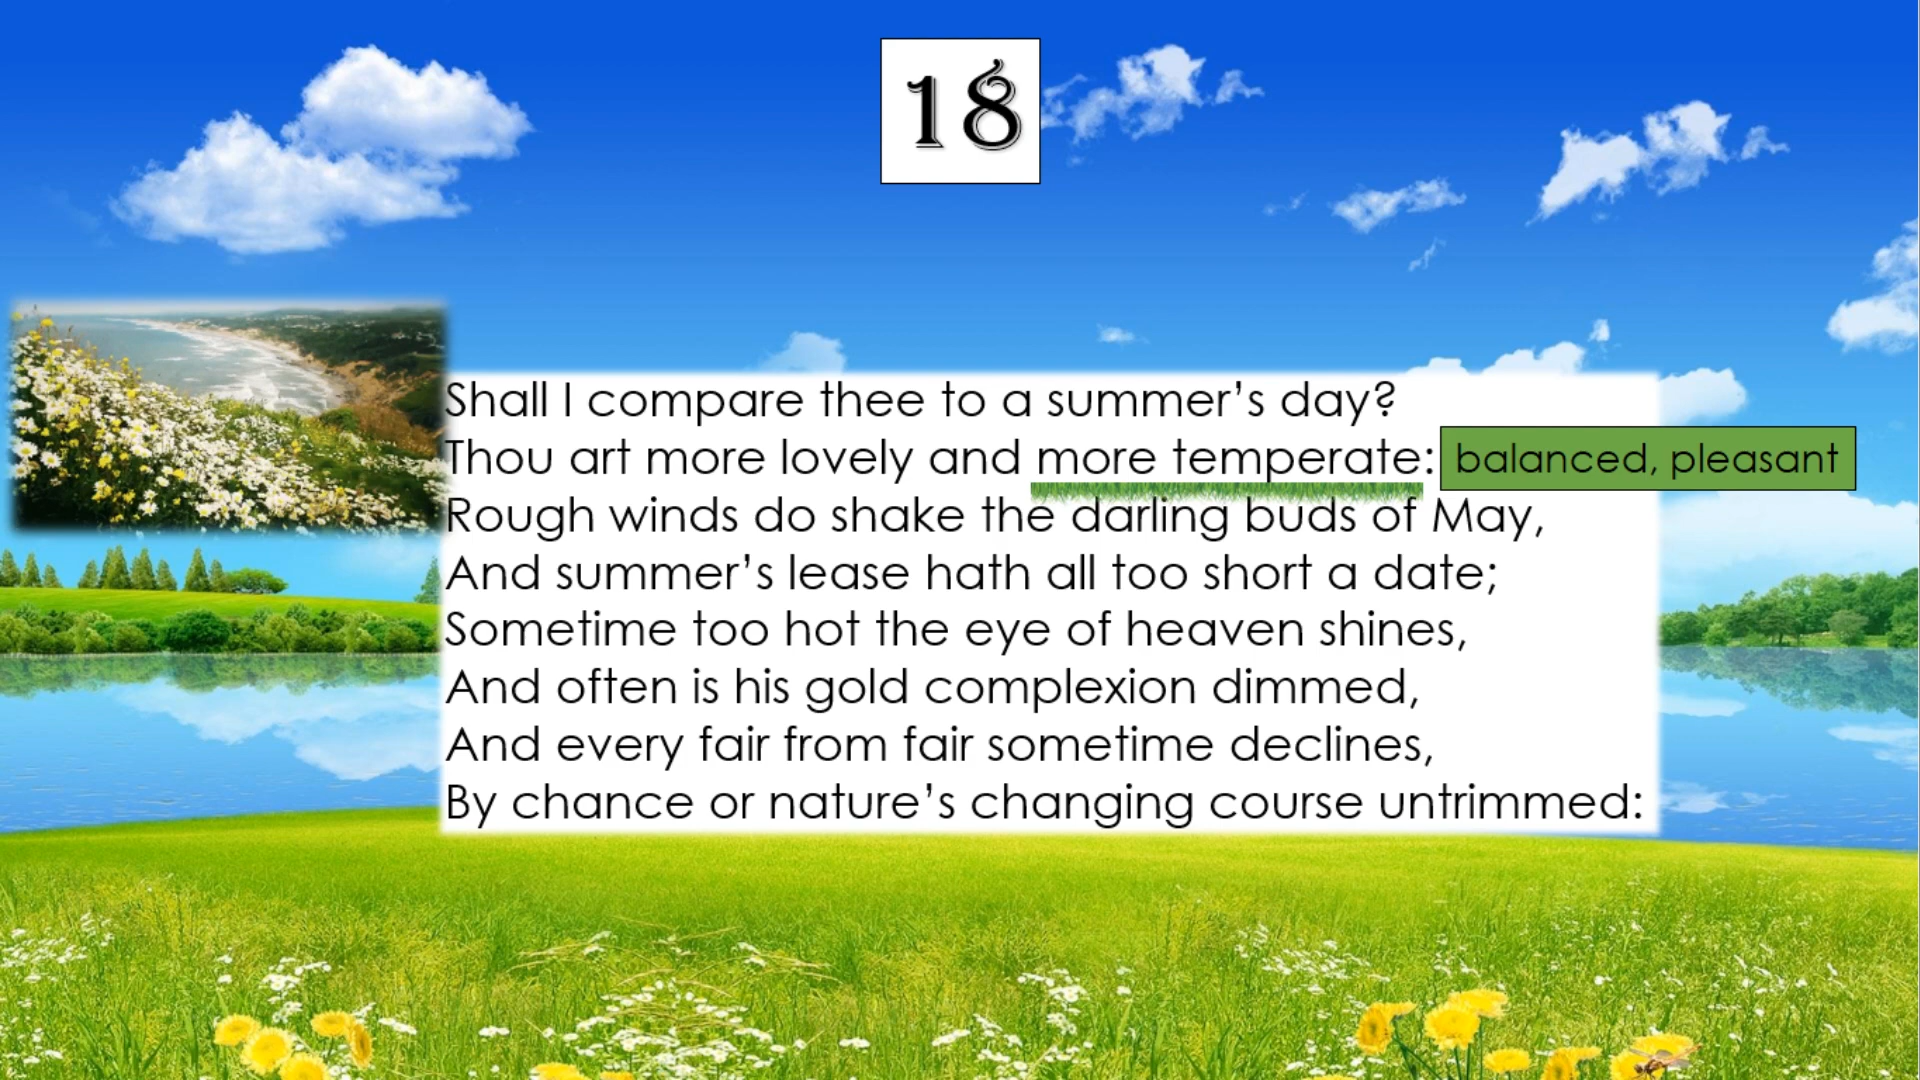 18
Shall I compare thee to a summer’s day?
Thou art more lovely and more temperate: balanced, pleasant
Rough winds do shake the darling buds of May,
And summer’s lease hath all too short a date;
Sometime too hot the eye of heaven shines,
And often is his gold complexion dimmed,
And every fair from fair sometime declines,
By chance or nature’s changing course untrimmed: